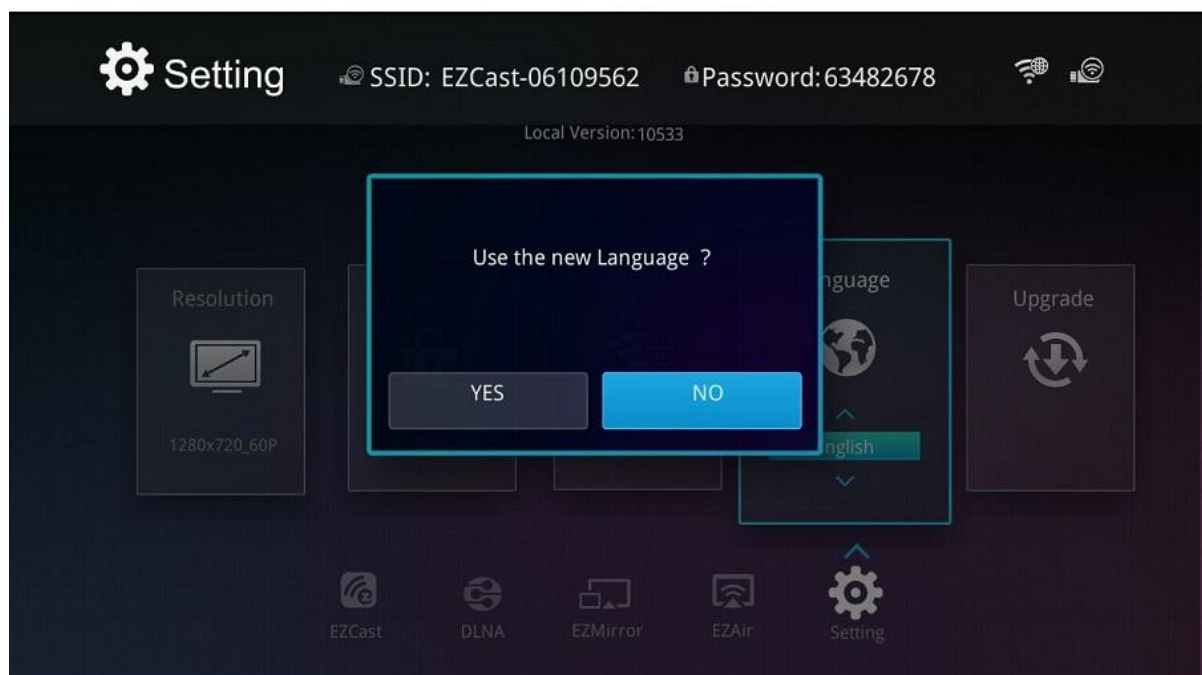 Setting SSID: EZCast-06109562 Password:63482678
Local Version:10533
Use the new Language ?
YES NO
Resolution
1280x720_60P
nguage
English
Upgrade
EZCast DLNA EZMirror EZAir Setting